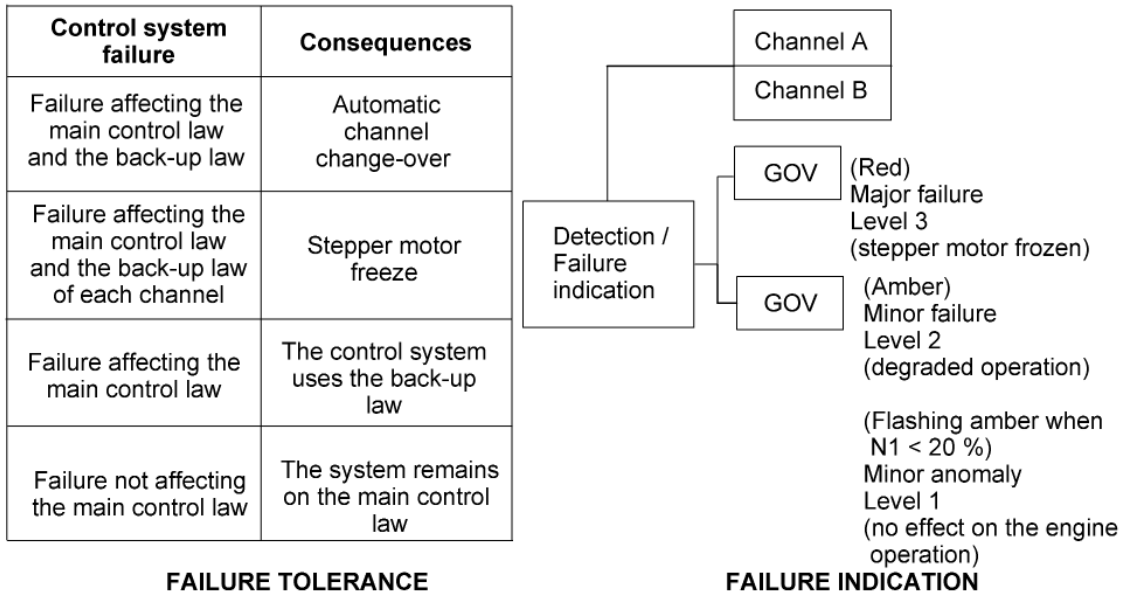 Control system
failure
Consequences
Failure affecting the
main control law
and the back-up law
Automatic
channel
change-over
Failure affecting the
main control law
and the back-up law
of each channel
Stepper motor
freeze
Failure affecting the
main control law
The control system
uses the back-up
law
Failure not affecting
the main control law
The system remains
on the main control
law
FAILURE TOLERANCE
Channel A
Channel B
Detection /
Failure
indication
GOV
(Red)
Major failure
Level 3
(stepper motor frozen)
GOV
(Amber)
Minor failure
Level 2
(degraded operation)
(Flashing amber when
N1 < 20 %)
Minor anomaly
Level 1
(no effect on the engine
operation)
FAILURE INDICATION